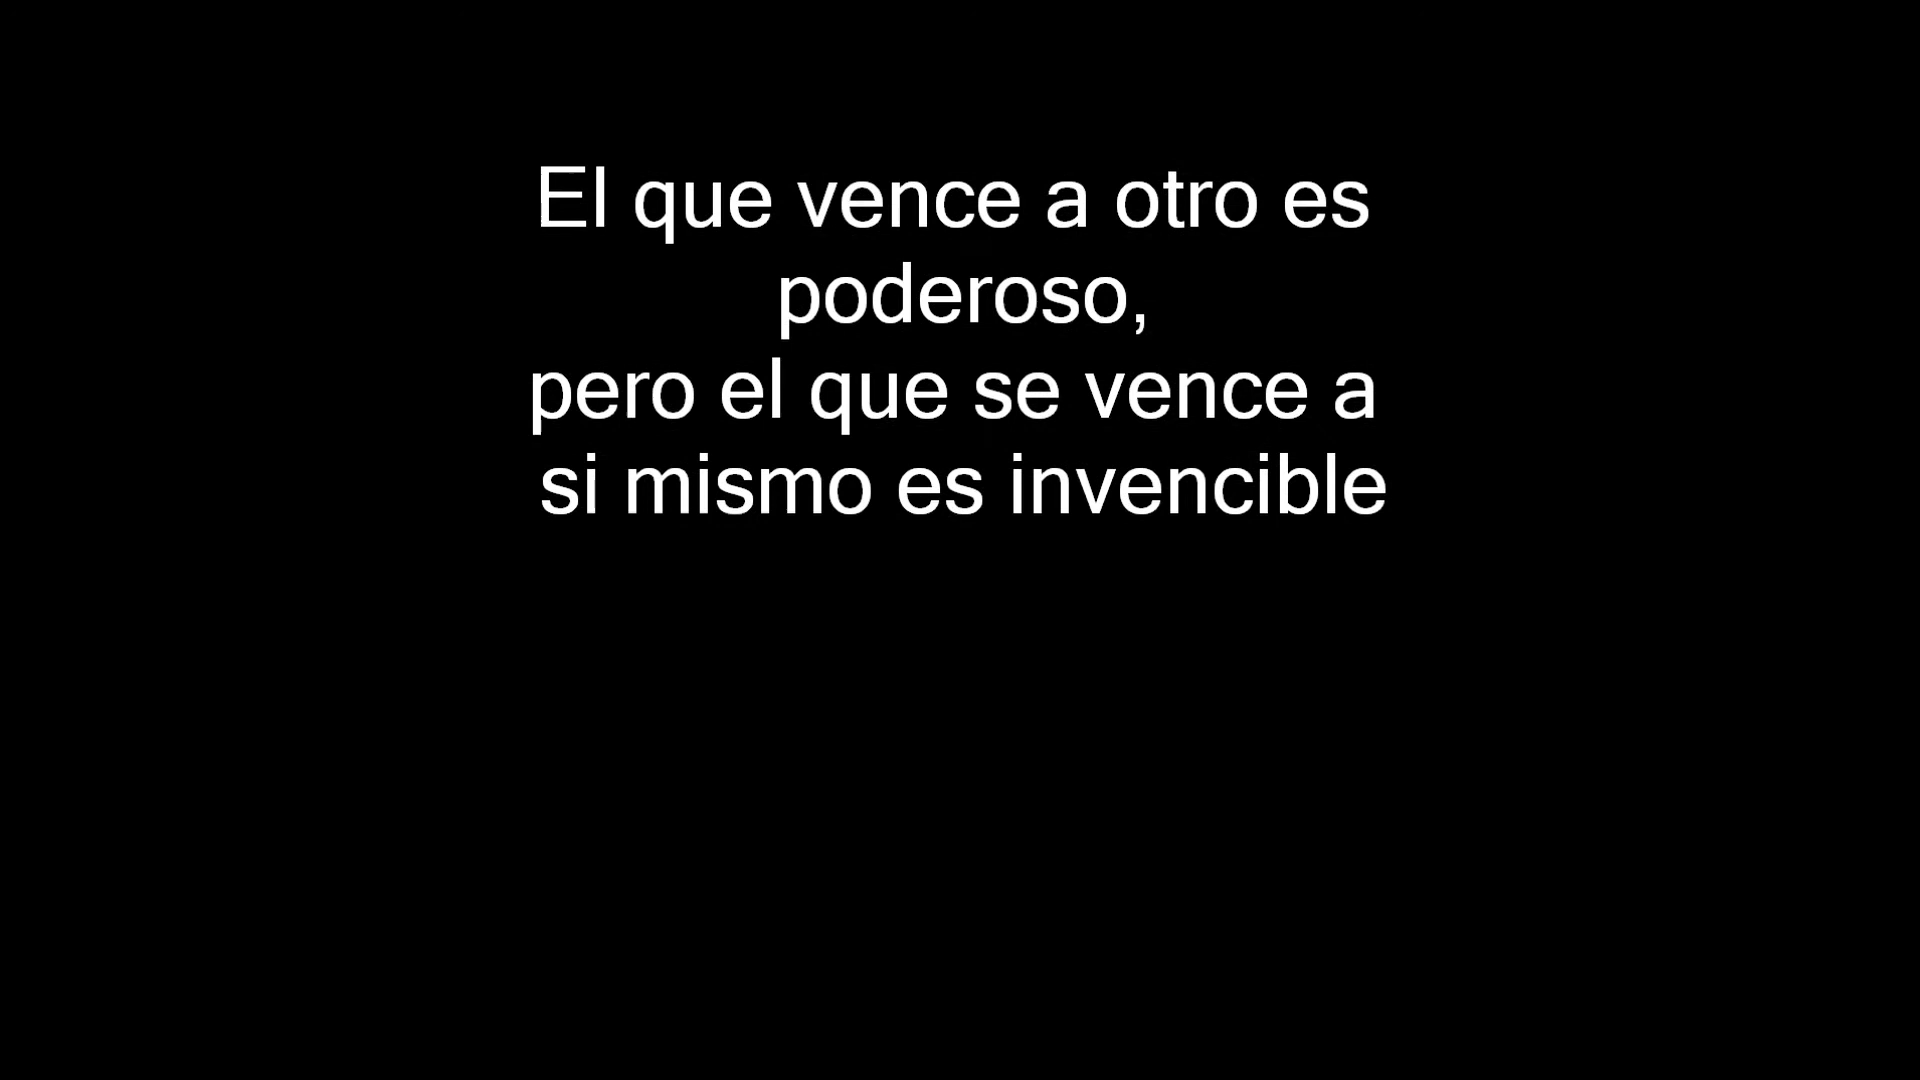 El que vence a otro es
poderoso,
pero el que se vence a
si mismo es invencible